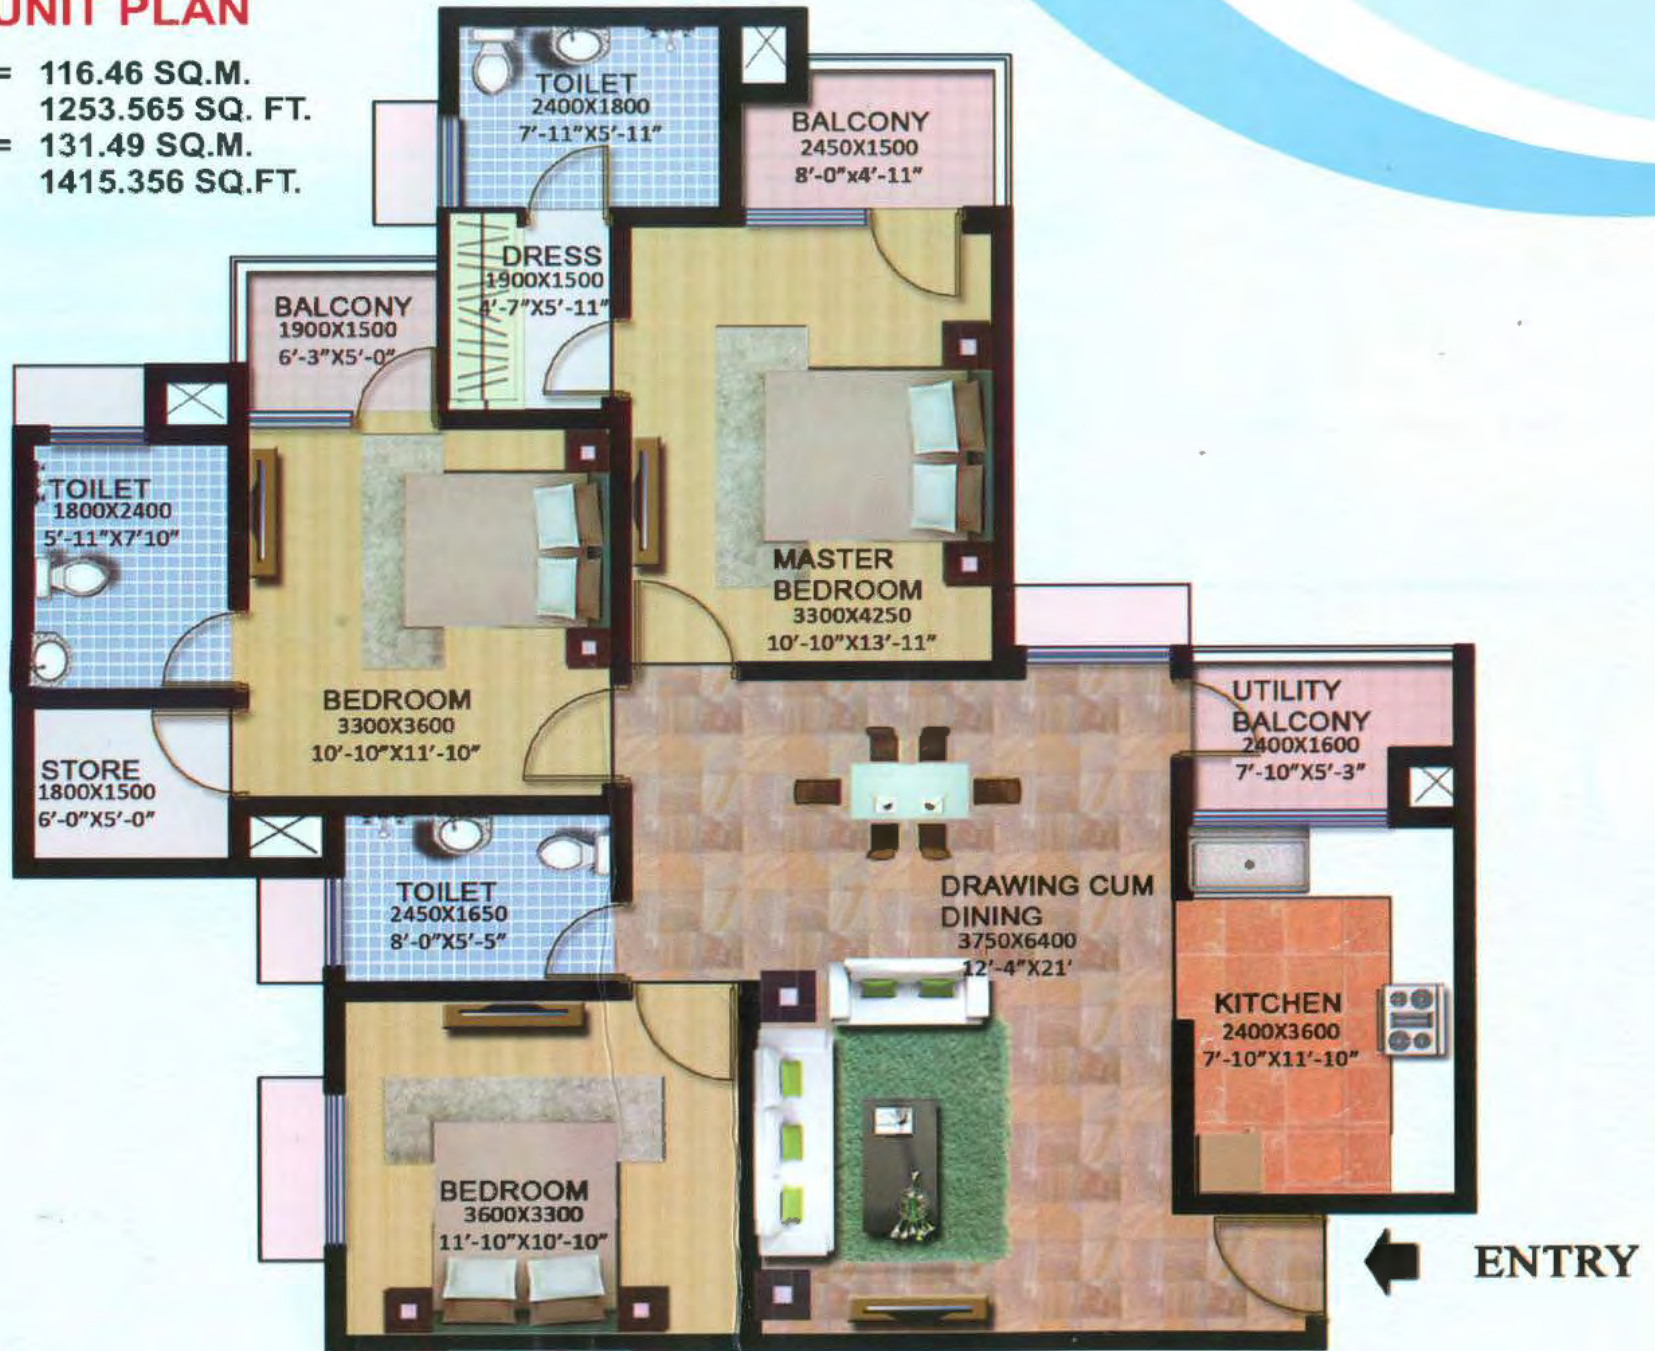 UNIT PLAN
= 116.46 SQ.M.
1253.565 SQ. FT.
= 131.49 SQ.M.
1415.356 SQ.FT.
TOILET
2400X1800
7'-11"X5'-11"
BALCONY
2450X1500
8'-0"x4'-11"
DRESS
1900X1500
4'-7"X5'-11"
BALCONY
1900X1500
6'-3"X5'-0"
TOILET
1800X2400
5'-11"X7'10"
MASTER
BEDROOM
3300X4250
10'-10"X13'-11"
BEDROOM
3300X3600
10'-10"X11'-10"
UTILITY
BALCONY
2400X1600
7'-10"X5'-3"
STORE
1800X1500
6'-0"X5'-0"
TOILET
2450X1650
8'-0"X5'-5"
DRAWING CUM
DINING
3750X6400
12'-4"X21'
KITCHEN
2400X3600
7'-10"X11'-10"
BEDROOM
3600X3300
11'-10"X10'-10"
ENTRY